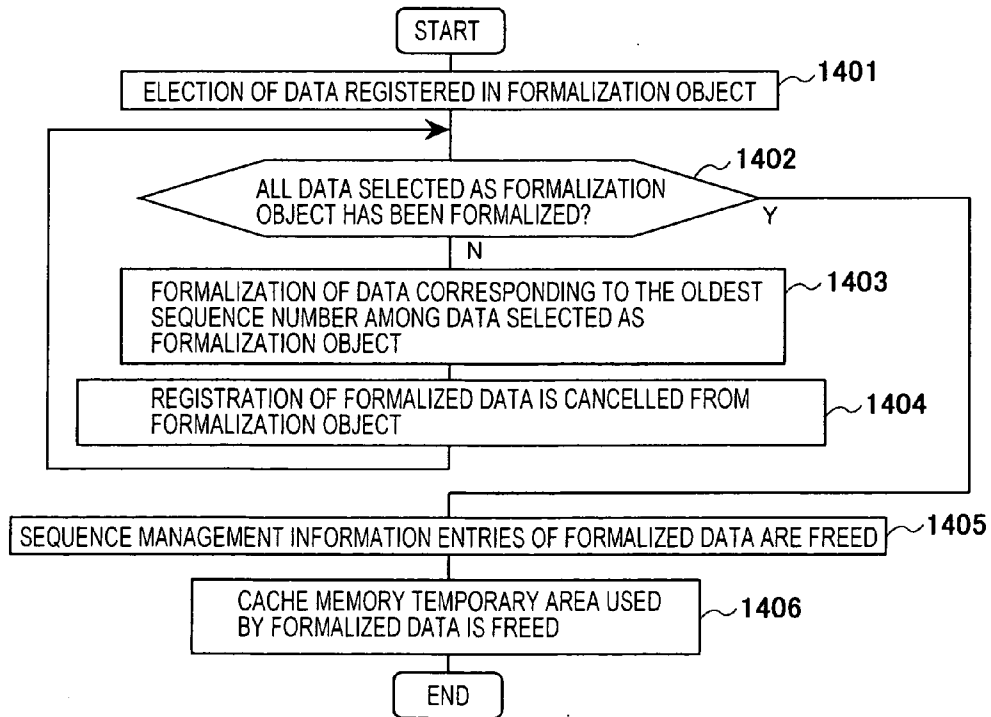 START
ELECTION OF DATA REGISTERED IN FORMALIZATION OBJECT
1401
ALL DATA SELECTED AS FORMALIZATION
OBJECT HAS BEEN FORMALIZED?
1402
Y
N
FORMALIZATION OF DATA CORRESPONDING TO THE OLDEST
SEQUENCE NUMBER AMONG DATA SELECTED AS
FORMALIZATION OBJECT
1403
REGISTRATION OF FORMALIZED DATA IS CANCELLED FROM
FORMALIZATION OBJECT
1404
SEQUENCE MANAGEMENT INFORMATION ENTRIES OF FORMALIZED DATA ARE FREED
1405
CACHE MEMORY TEMPORARY AREA USED
BY FORMALIZED DATA IS FREED
1406
END